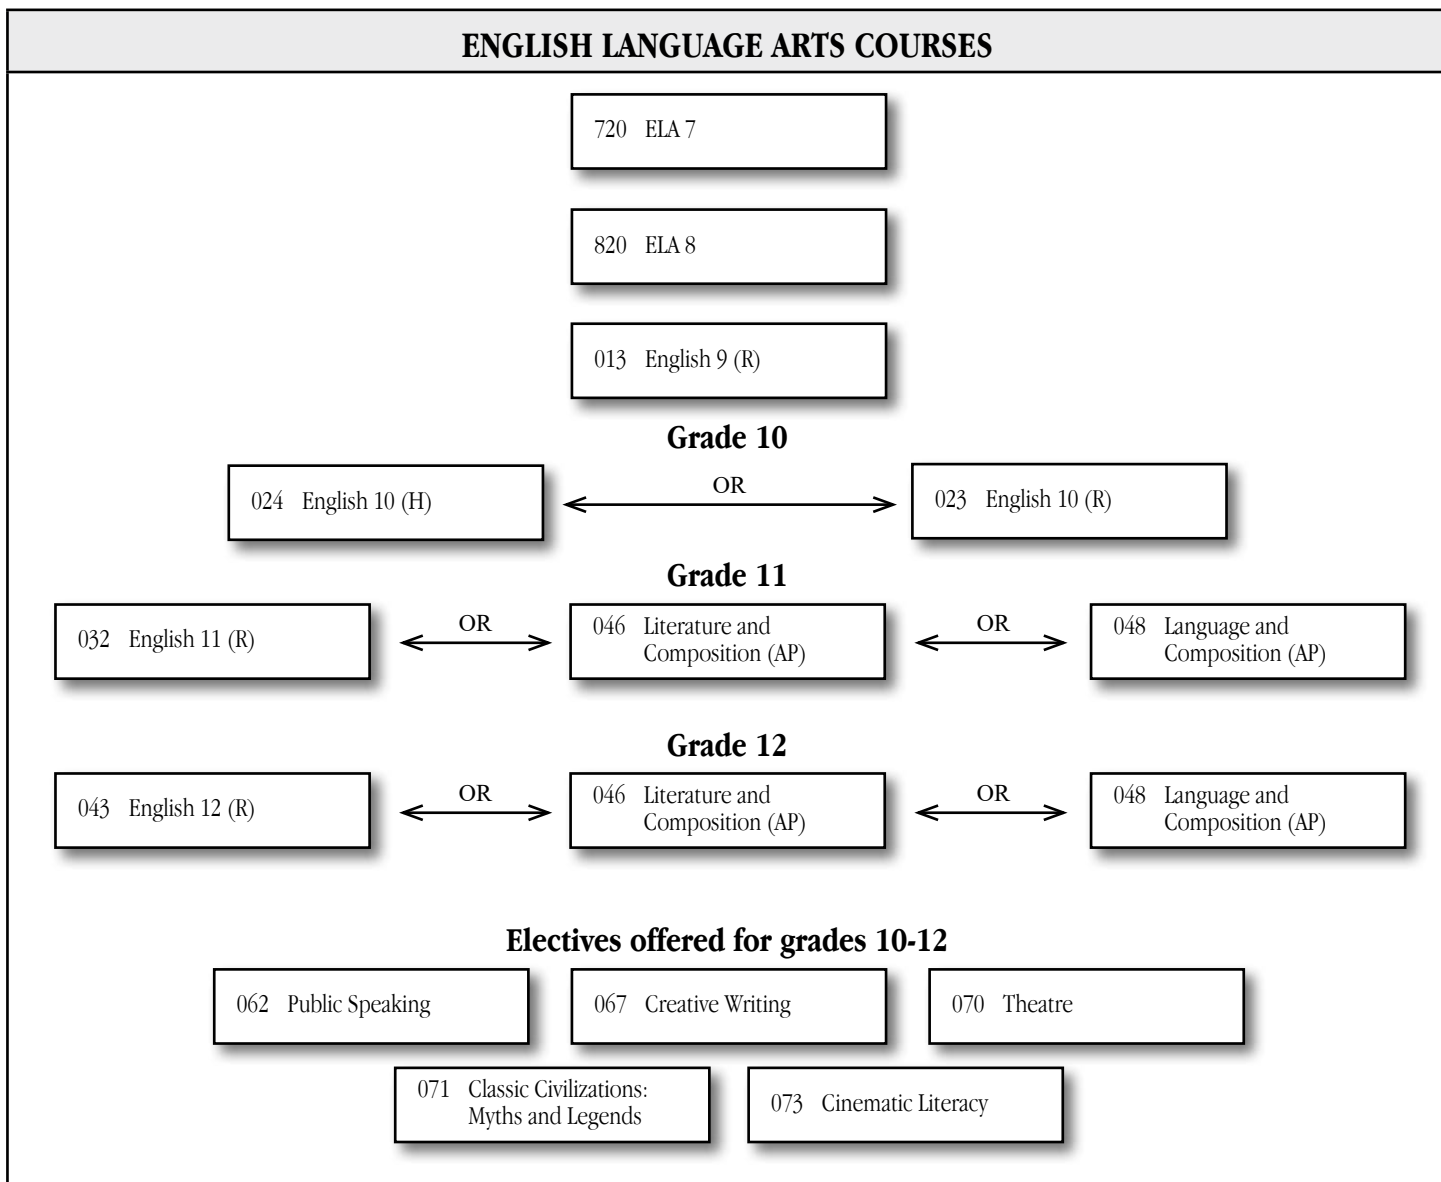 ENGLISH LANGUAGE ARTS COURSES
720 ELA 7
820 ELA 8
013 English 9 (R)
Grade 10
024 English 10 (H)
OR
023 English 10 (R)
Grade 11
032 English 11 (R)
OR
046 Literature and
Composition (AP)
OR
048 Language and
Composition (AP)
Grade 12
043 English 12 (R)
OR
046 Literature and
Composition (AP)
OR
048 Language and
Composition (AP)
Electives offered for grades 10-12
062 Public Speaking
067 Creative Writing
070 Theatre
071 Classic Civilizations:
Myths and Legends
073 Cinematic Literacy